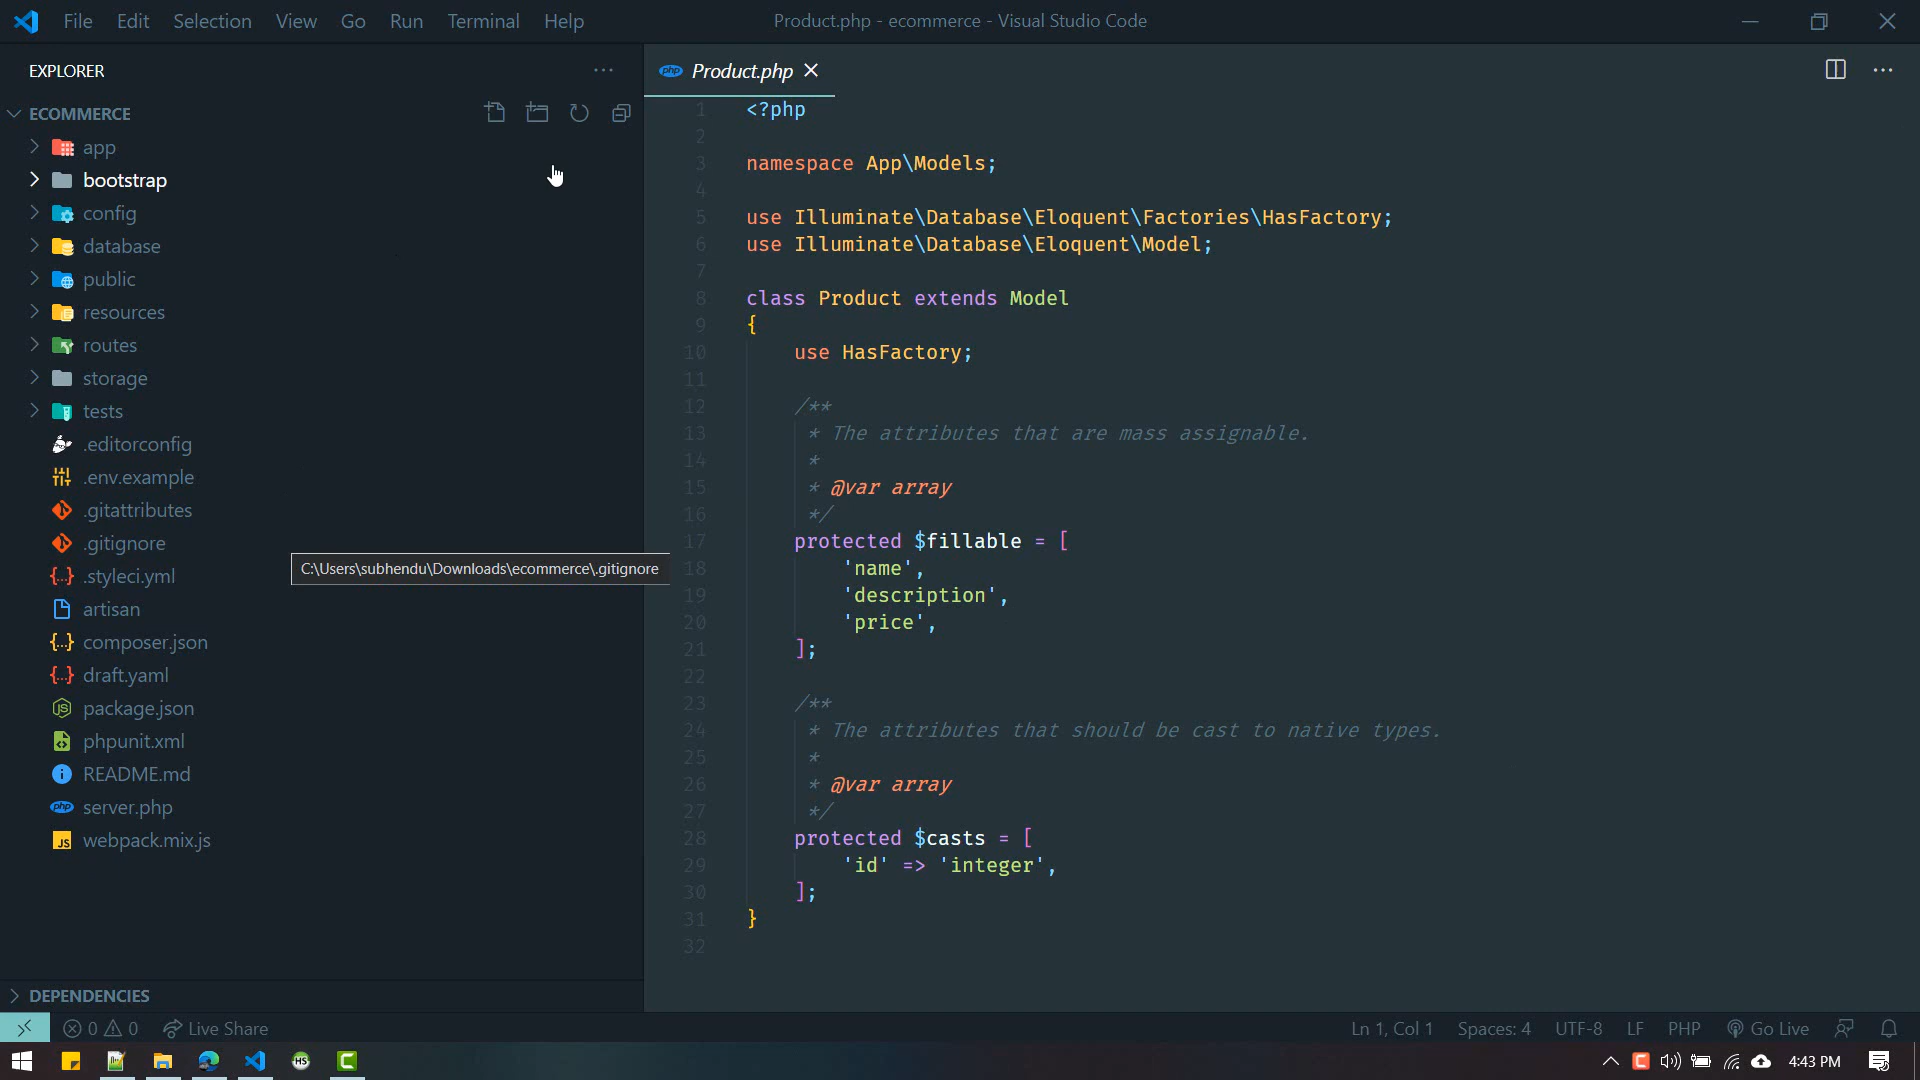 File Edit Selection View Go Run Terminal Help
Product.php - ecommerce - Visual Studio Code
EXPLORER
ECOMMERCE
app
bootstrap
config
database
public
resources
routes
storage
tests
.editorconfig
.env.example
.gitattributes
.gitignore
.styleci.yml
artisan
composer.json
draft.yaml
package.json
phpunit.xml
README.md
server.php
webpack.mix.js
C:\Users\subhendu\Downloads\ecommerce\.gitignore
DEPENDENCIES
php Product.php
1 <?php
2
3 namespace App\Models;
4
5 use Illuminate\Database\Eloquent\Factories\HasFactory;
6 use Illuminate\Database\Eloquent\Model;
7
8 class Product extends Model
9 {
10 use HasFactory;
11
12 /**
13 * The attributes that are mass assignable.
14 *
15 * @var array
16 */
17 protected $fillable = [
18 'name',
19 'description',
20 'price',
21 ];
22
23 /**
24 * The attributes that should be cast to native types.
25 *
26 * @var array
27 */
28 protected $casts = [
29 'id' => 'integer',
30 ];
31 }
32
0 0 Live Share
Ln 1, Col 1 Spaces: 4 UTF-8 LF PHP Go Live
HS C C 4:43 PM